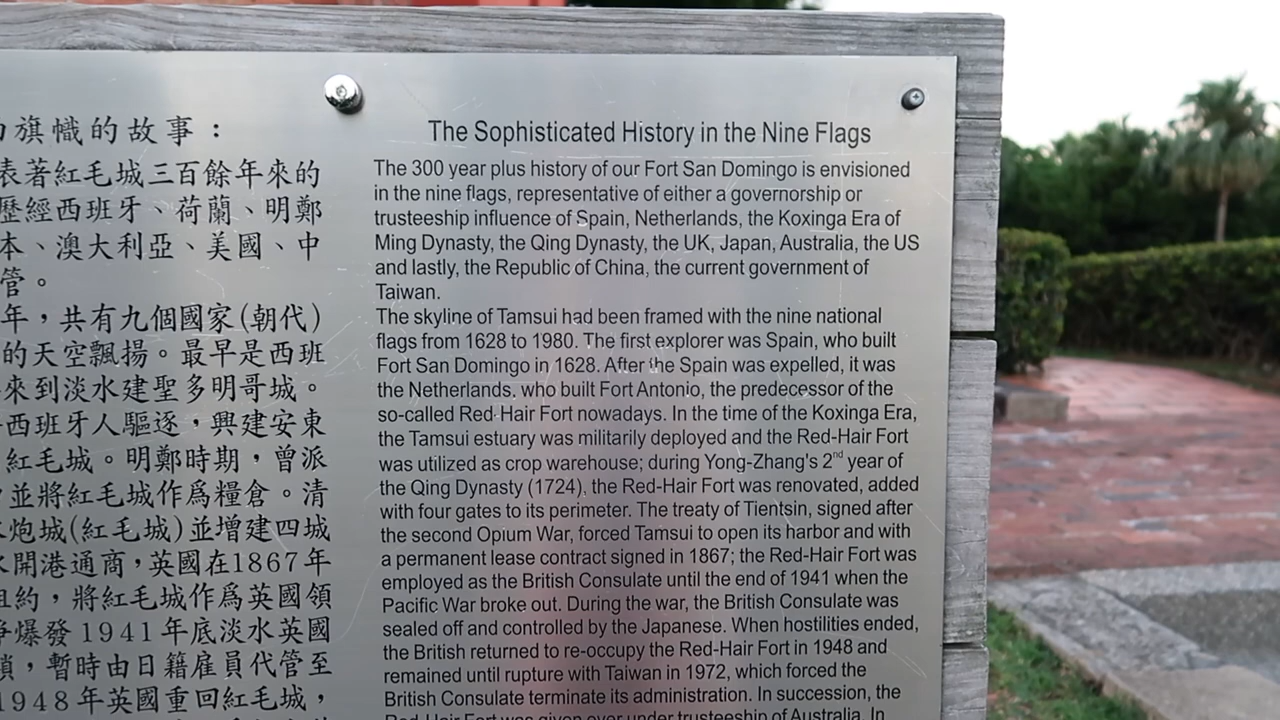 旗幟的故事：
表著紅毛城三百餘年來的
歷經西班牙、荷蘭、明鄭
本、澳大利亞、美國、中
管。
年，共有九個國家(朝代)
的天空飄揚。最早是西班
來到淡水建聖多明哥城。
西班牙人驅逐，興建安東
紅毛城。明鄭時期，曾派
並將紅毛城作為糧倉。清
炮城(紅毛城)並增建四城
開港通商，英國在1867年
租約，將紅毛城作為英國領
爭爆發1941年底淡水英國
鎖，暫時由日籍雇員代管至
1948年英國重回紅毛城，
The Sophisticated History in the Nine Flags
The 300 year plus history of our Fort San Domingo is envisioned
in the nine flags, representative of either a governorship or
trusteeship influence of Spain, Netherlands, the Koxinga Era of
Ming Dynasty, the Qing Dynasty, the UK, Japan, Australia, the US
and lastly, the Republic of China, the current government of
Taiwan.
The skyline of Tamsui had been framed with the nine national
flags from 1628 to 1980. The first explorer was Spain, who built
Fort San Domingo in 1628. After the Spain was expelled, it was
the Netherlands, who built Fort Antonio, the predecessor of the
so-called Red-Hair Fort nowadays. In the time of the Koxinga Era,
the Tamsui estuary was militarily deployed and the Red-Hair Fort
was utilized as crop warehouse; during Yong-Zhang's 2nd year of
the Qing Dynasty (1724), the Red-Hair Fort was renovated, added
with four gates to its perimeter. The treaty of Tientsin, signed after
the second Opium War, forced Tamsui to open its harbor and with
a permanent lease contract signed in 1867; the Red-Hair Fort was
employed as the British Consulate until the end of 1941 when the
Pacific War broke out. During the war, the British Consulate was
sealed off and controlled by the Japanese. When hostilities ended,
the British returned to re-occupy the Red-Hair Fort in 1948 and
remained until rupture with Taiwan in 1972, which forced the
British Consulate terminate its administration. In succession, the
Red-Hair Fort was given over under trusteeship of Australia. In